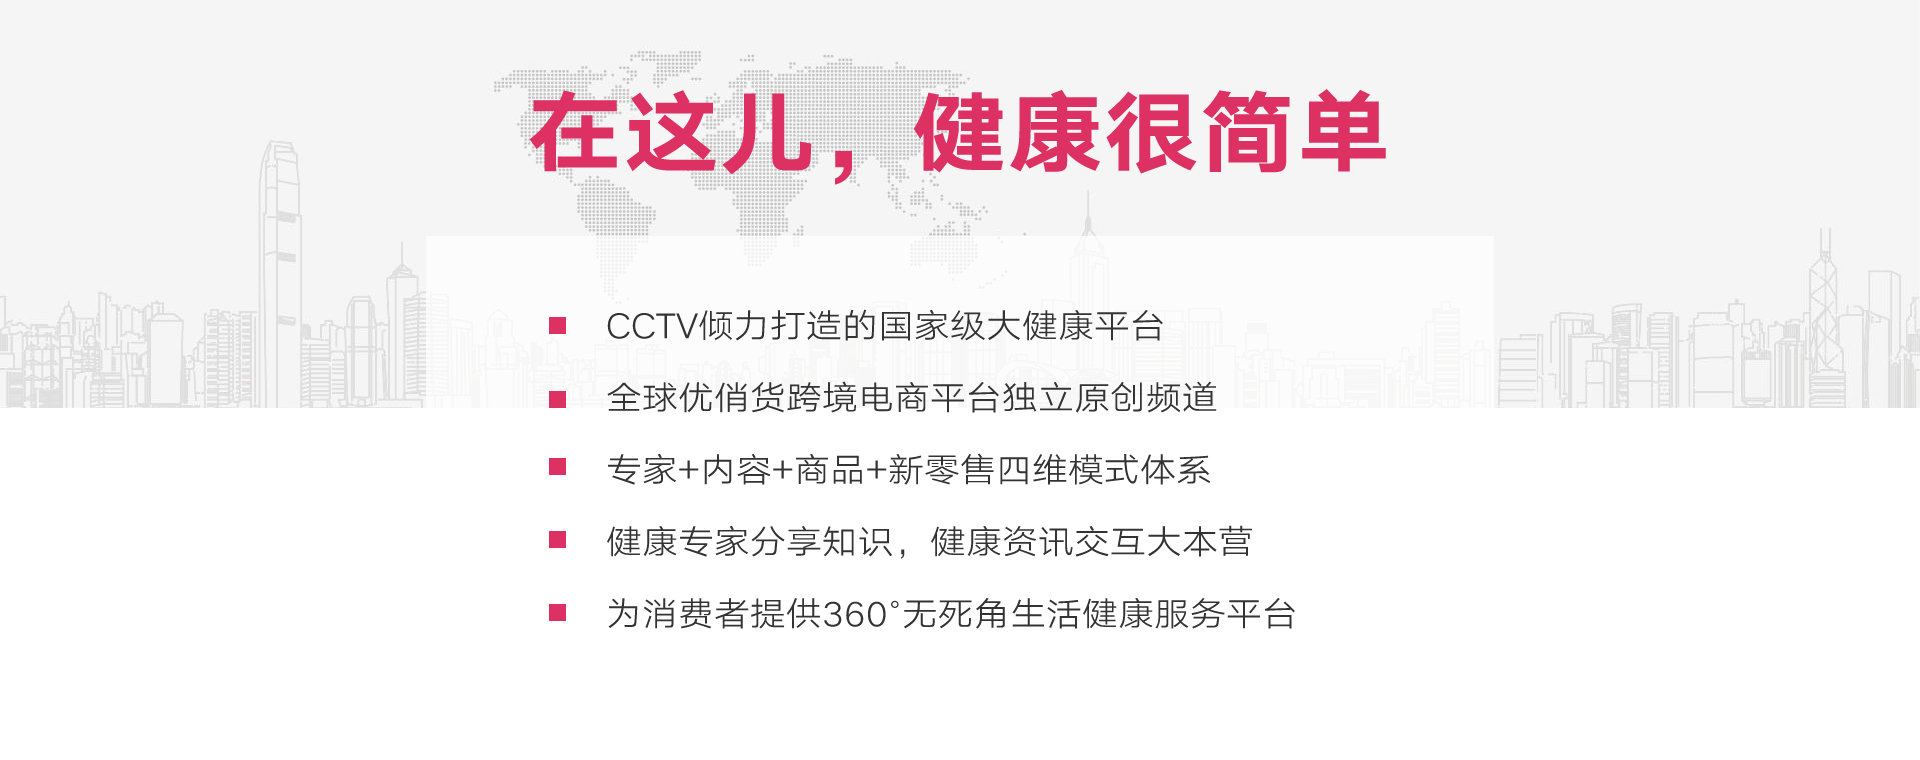 在这儿，健康很简单
CCTV倾力打造的国家级大健康平台
全球优俏货跨境电商平台独立原创频道
专家+内容+商品+新零售四维模式体系
健康专家分享知识，健康资讯交互大本营
为消费者提供360°无死角生活健康服务平台